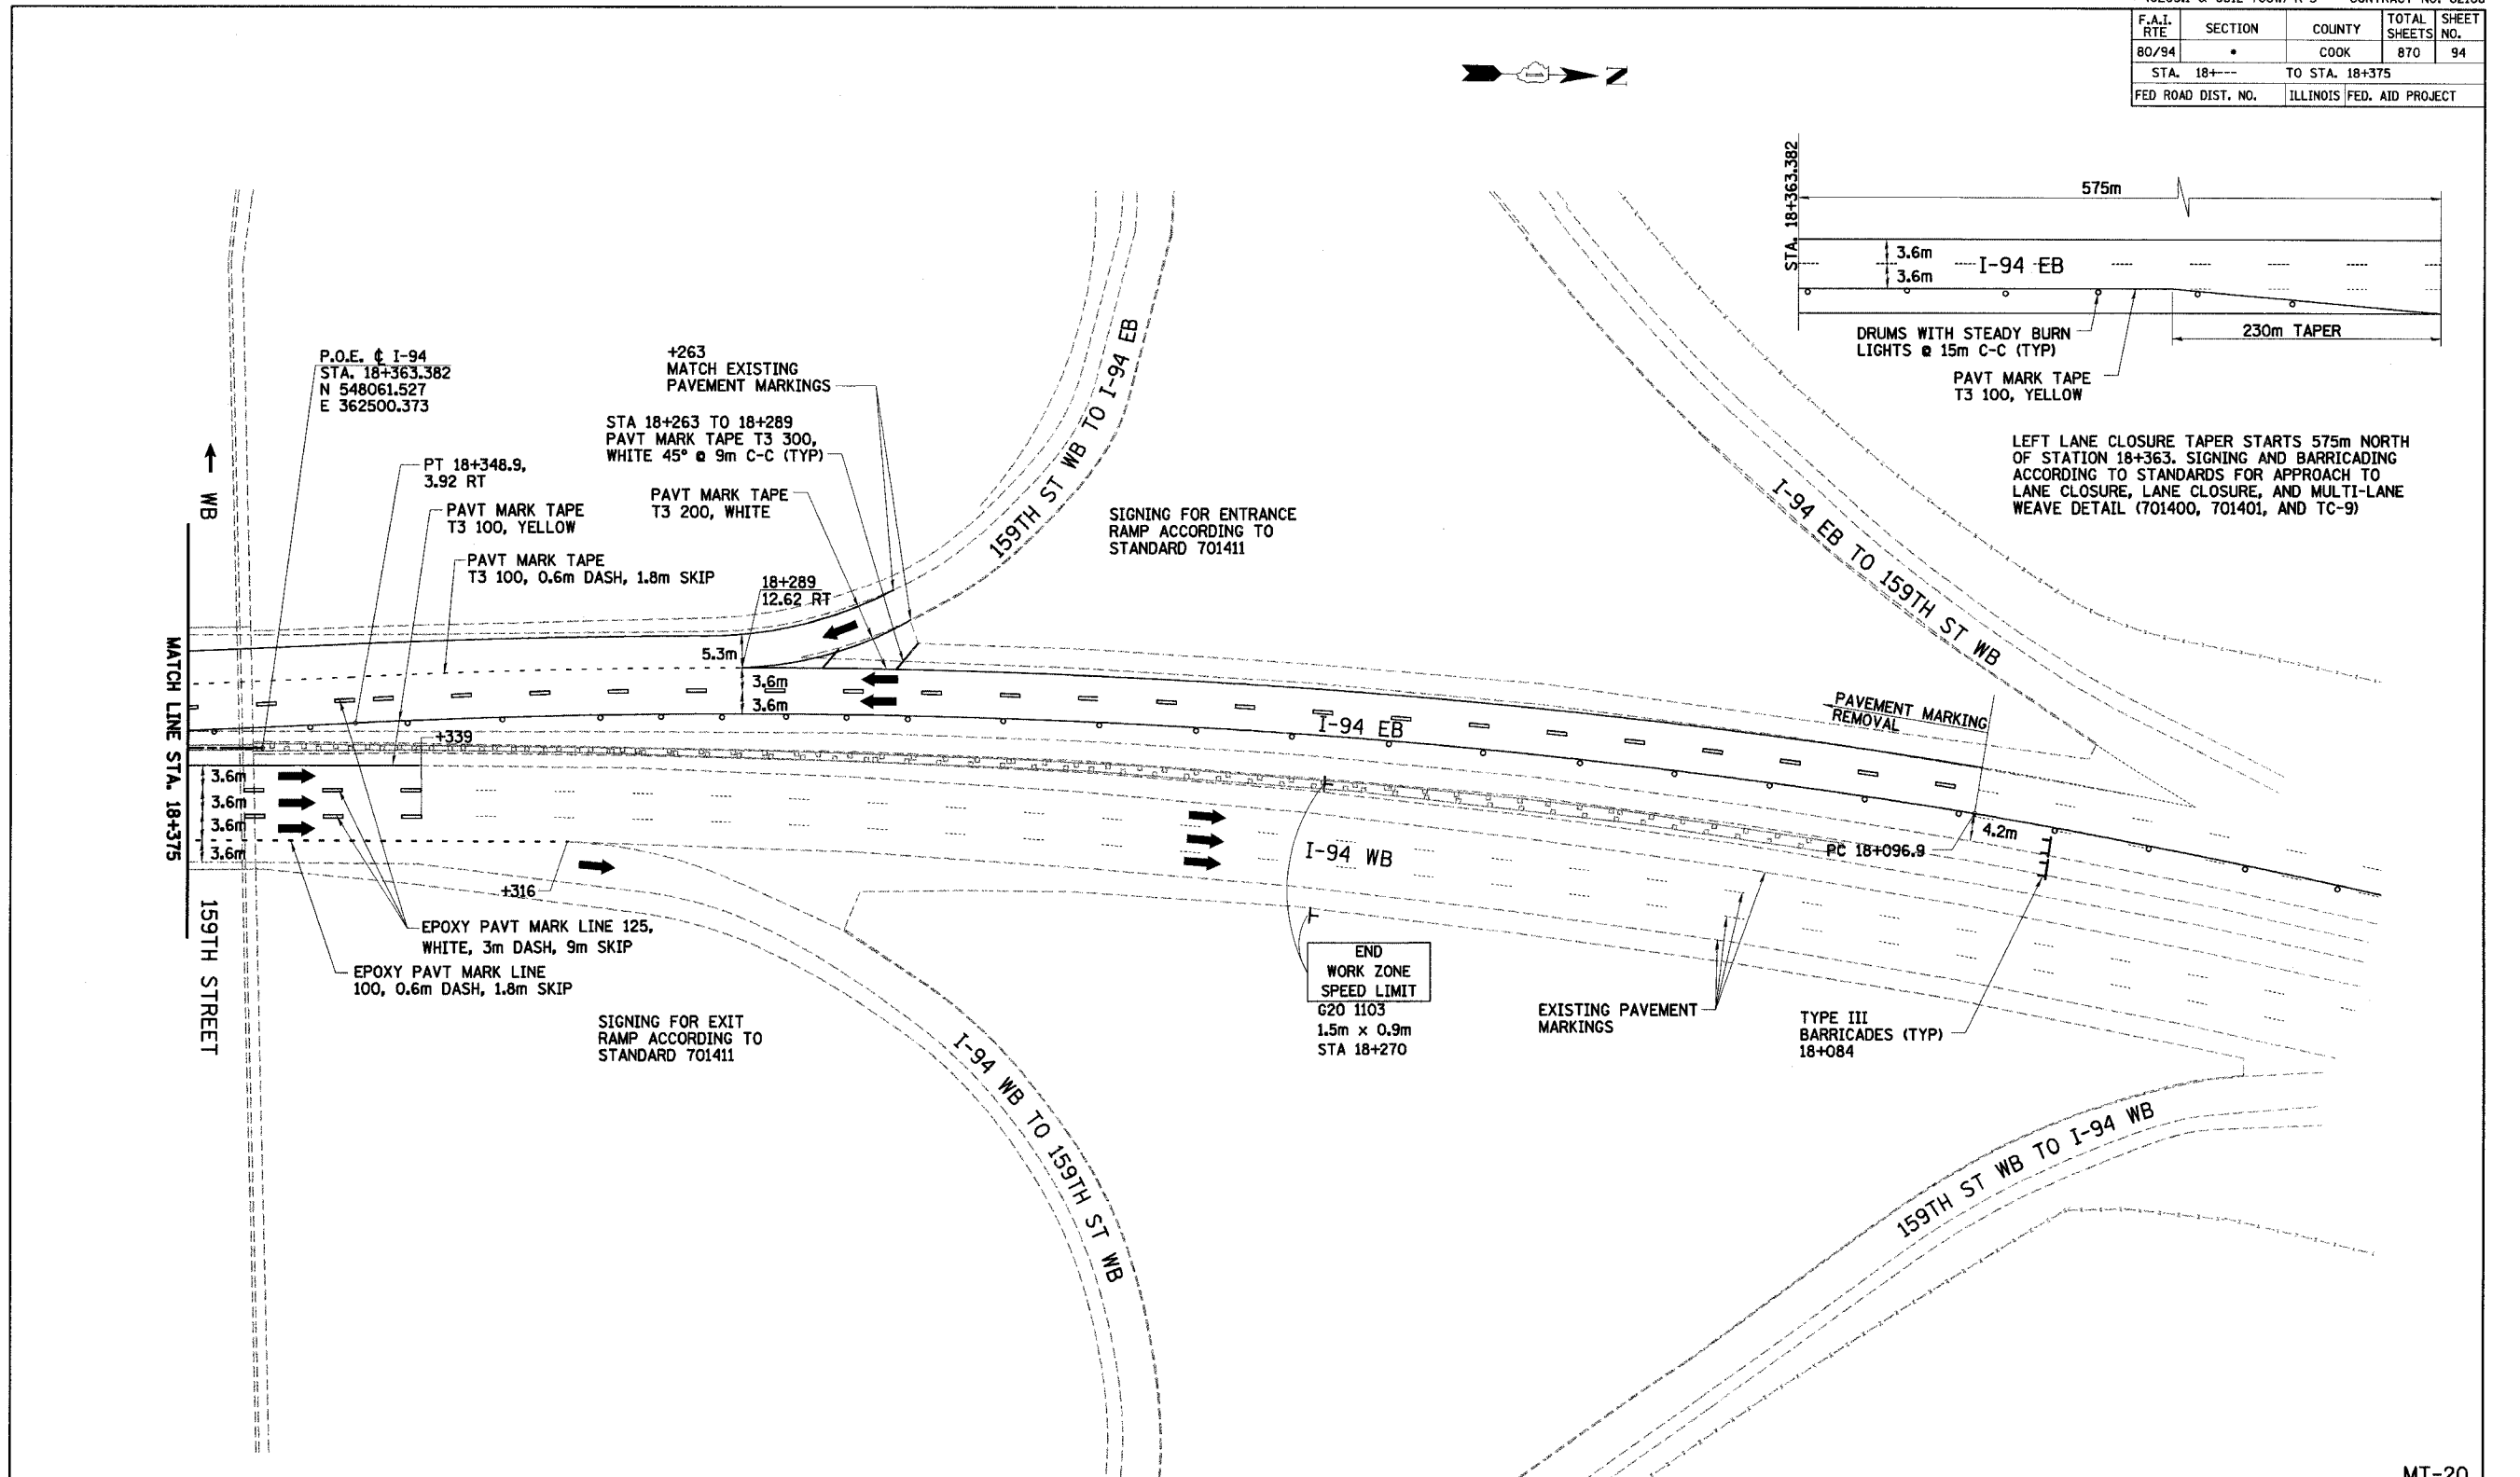 F.A.I. RTE
SECTION
COUNTY
TOTAL SHEETS
SHEET NO.
80/94
•
COOK
870
94
STA. 18+--- TO STA. 18+375
FED ROAD DIST. NO. ILLINOIS FED. AID PROJECT
N
STA. 18+363.382
575m
3.6m
3.6m
I-94 EB
DRUMS WITH STEADY BURN
LIGHTS @ 15m C-C (TYP)
230m TAPER
PAVT MARK TAPE
T3 100, YELLOW
LEFT LANE CLOSURE TAPER STARTS 575m NORTH
OF STATION 18+363. SIGNING AND BARRICADING
ACCORDING TO STANDARDS FOR APPROACH TO
LANE CLOSURE, LANE CLOSURE, AND MULTI-LANE
WEAVE DETAIL (701400, 701401, AND TC-9)
P.O.E. ℄ I-94
STA. 18+363.382
N 548061.527
E 362500.373
+263
MATCH EXISTING
PAVEMENT MARKINGS
STA 18+263 TO 18+289
PAVT MARK TAPE T3 300,
WHITE 45° @ 9m C-C (TYP)
PT 18+348.9,
3.92 RT
PAVT MARK TAPE
T3 200, WHITE
PAVT MARK TAPE
T3 100, YELLOW
PAVT MARK TAPE
T3 100, 0.6m DASH, 1.8m SKIP
18+289
12.62 RT
WB
159TH ST WB TO I-94 EB
SIGNING FOR ENTRANCE
RAMP ACCORDING TO
STANDARD 701411
I-94 EB TO 159TH ST WB
MATCH LINE STA. 18+375
5.3m
3.6m
3.6m
I-94 EB
PAVEMENT MARKING
REMOVAL
+339
3.6m
3.6m
3.6m
3.6m
I-94 WB
PC 18+096.9
4.2m
+316
159TH STREET
EPOXY PAVT MARK LINE 125,
WHITE, 3m DASH, 9m SKIP
EPOXY PAVT MARK LINE
100, 0.6m DASH, 1.8m SKIP
SIGNING FOR EXIT
RAMP ACCORDING TO
STANDARD 701411
END
WORK ZONE
SPEED LIMIT
G20 1103
1.5m x 0.9m
STA 18+270
EXISTING PAVEMENT
MARKINGS
TYPE III
BARRICADES (TYP)
18+084
I-94 WB TO 159TH ST WB
159TH ST WB TO I-94 WB
MT-20